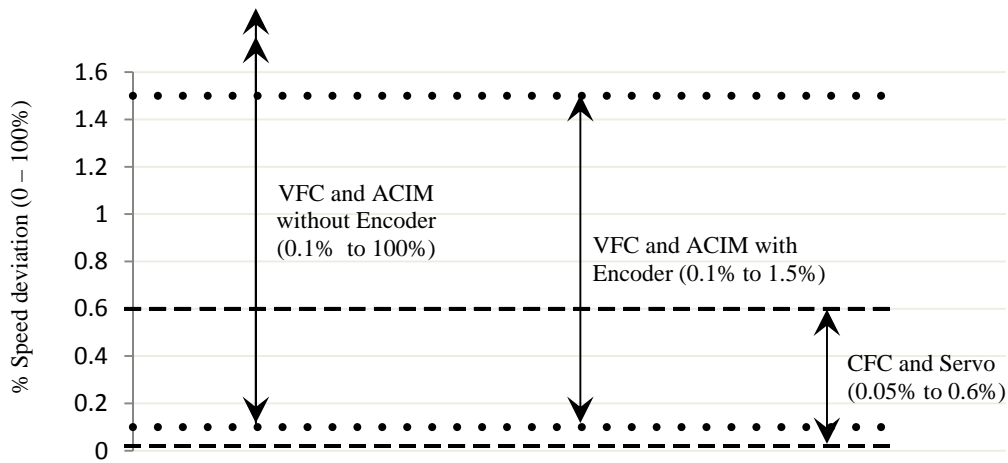 % Speed deviation (0 – 100%)
1.6
1.4
1.2
1
0.8
0.6
0.4
0.2
0
VFC and ACIM
without Encoder
(0.1% to 100%)
VFC and ACIM with
Encoder (0.1% to 1.5%)
CFC and Servo
(0.05% to 0.6%)